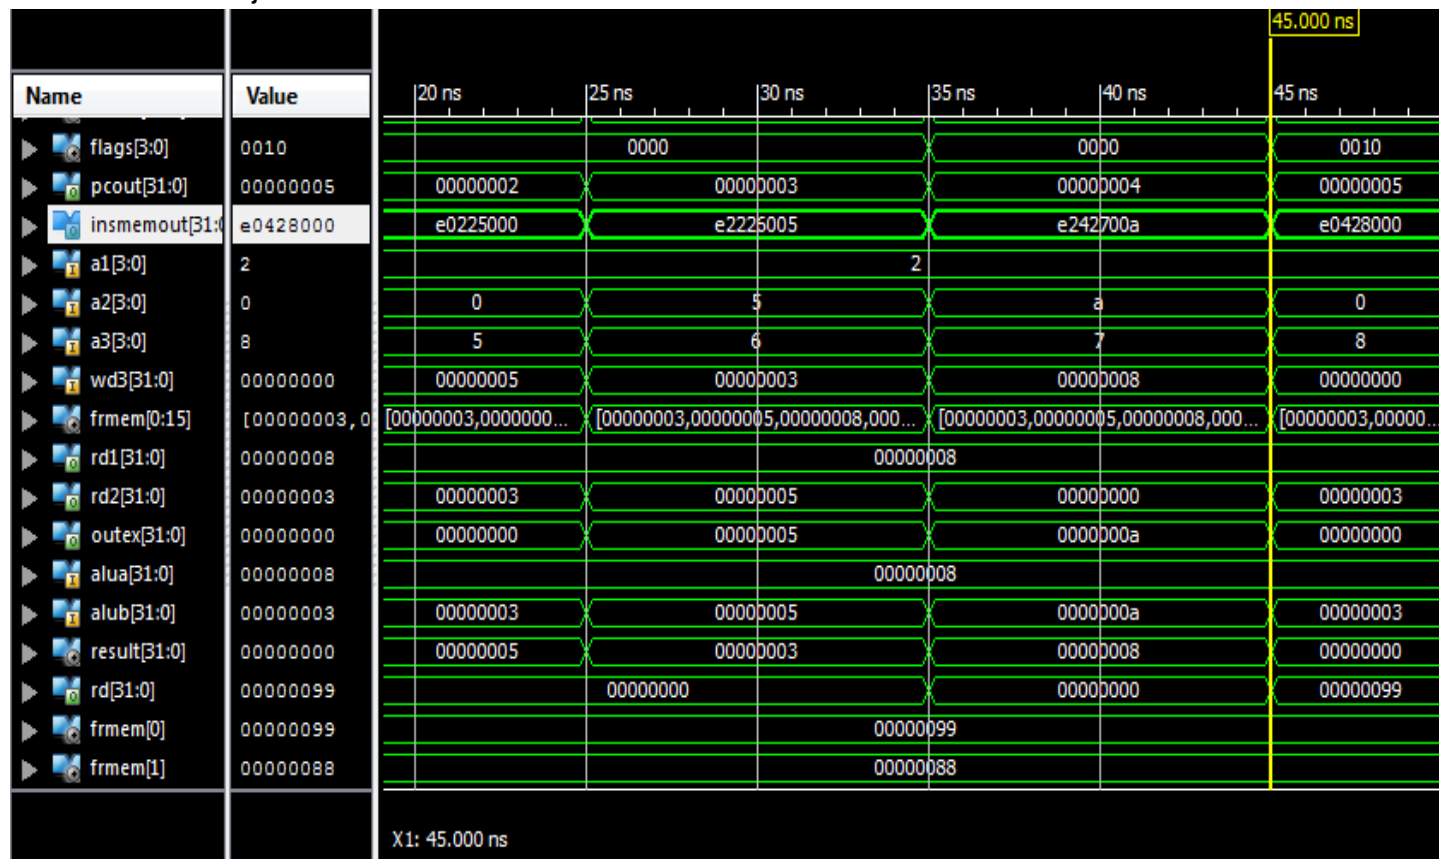 45.000 ns
Name Value 20 ns 25 ns 30 ns 35 ns 40 ns 45 ns
flags[3:0] 0010 0000 0000 0010
pcout[31:0] 00000005 00000002 00000003 00000004 00000005
insmemout[31:0 e0428000 e0225000 e2226005 e242700a e0428000
a1[3:0] 2 2
a2[3:0] 0 0 5 a 0
a3[3:0] 8 5 6 7 8
wd3[31:0] 00000000 00000005 00000003 00000008 00000000
frmem[0:15] [00000003,0 [00000003,0000000... [00000003,00000005,00000008,000... [00000003,00000005,00000008,000... [00000003,00000...
rd1[31:0] 00000008 00000008
rd2[31:0] 00000003 00000003 00000005 00000000 00000003
outex[31:0] 00000000 00000000 00000005 0000000a 00000000
alua[31:0] 00000008 00000008
alub[31:0] 00000003 00000003 00000005 0000000a 00000003
result[31:0] 00000000 00000005 00000003 00000008 00000000
rd[31:0] 00000099 00000000 00000000 00000099
frmem[0] 00000099 00000099
frmem[1] 00000088 00000088
X1: 45.000 ns